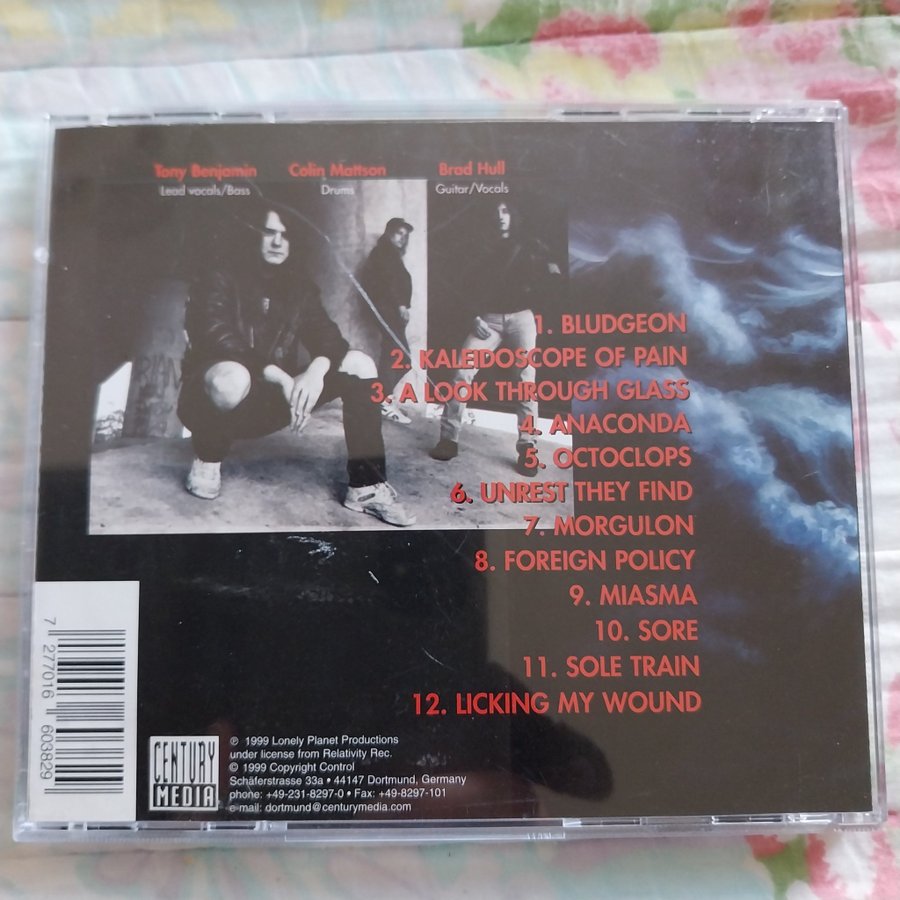 Tony Benjamin
Lead vocals/Bass
Colin Mattson
Drums
Brad Hull
Guitar/Vocals
1. BLUDGEON
2. KALEIDOSCOPE OF PAIN
3. A LOOK THROUGH GLASS
4. ANACONDA
5. OCTOCLOPS
6. UNREST THEY FIND
7. MORGULON
8. FOREIGN POLICY
9. MIASMA
10. SORE
11. SOLE TRAIN
12. LICKING MY WOUND
7 277016 603829
CENTURY
MEDIA
℗ 1999 Lonely Planet Productions
under license from Relativity Rec.
© 1999 Copyright Control
Schäferstrasse 33a • 44147 Dortmund, Germany
phone: +49-231-8297-0 • Fax: +49-8297-101
e-mail: dortmund@centurymedia.com